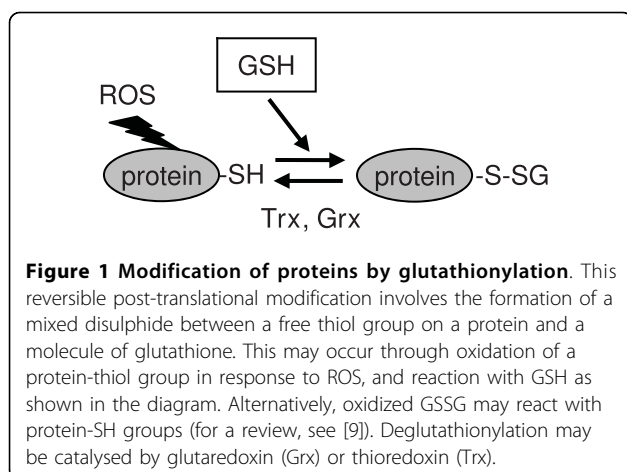 GSH
ROS
protein -SH protein -S-SG
Trx, Grx
Figure 1 Modification of proteins by glutathionylation. This
reversible post-translational modification involves the formation of a
mixed disulphide between a free thiol group on a protein and a
molecule of glutathione. This may occur through oxidation of a
protein-thiol group in response to ROS, and reaction with GSH as
shown in the diagram. Alternatively, oxidized GSSG may react with
protein-SH groups (for a review, see [9]). Deglutathionylation may
be catalysed by glutaredoxin (Grx) or thioredoxin (Trx).